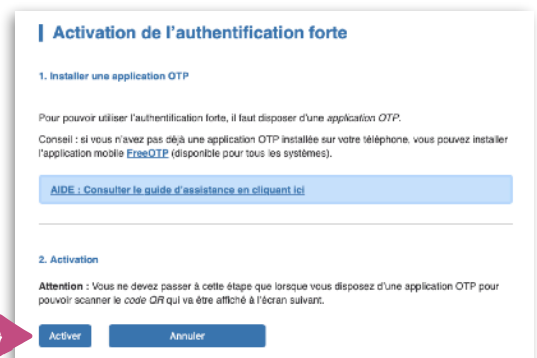 Activation de l'authentification forte
1. Installer une application OTP
Pour pouvoir utiliser l'authentification forte, il faut disposer d'une application OTP.
Conseil : si vous n'avez pas déjà une application OTP installée sur votre téléphone, vous pouvez installer
l'application mobile FreeOTP (disponible pour tous les systèmes).
AIDE : Consulter le guide d'assistance en cliquant ici
2. Activation
Attention : Vous ne devez passer à cette étape que lorsque vous disposez d'une application OTP pour
pouvoir scanner le code QR qui va être affiché à l'écran suivant.
Activer Annuler